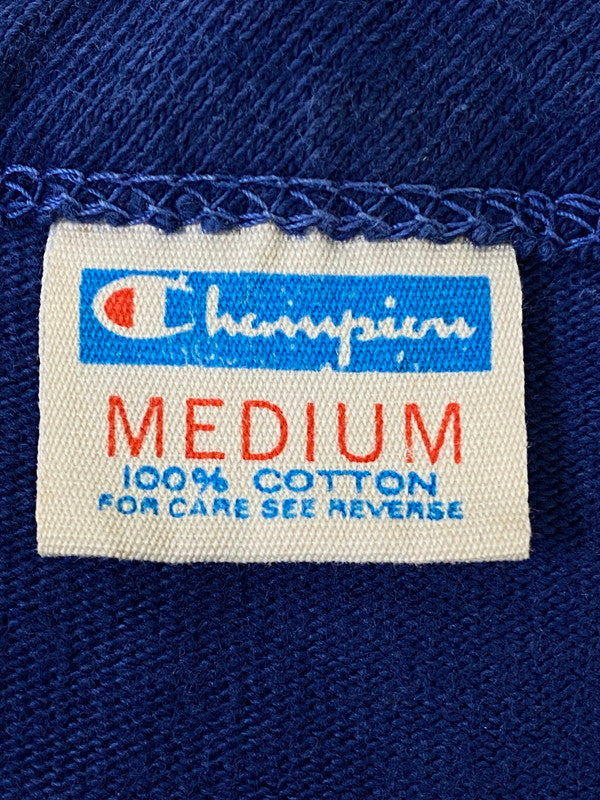 Champion
MEDIUM
100% COTTON
FOR CARE SEE REVERSE